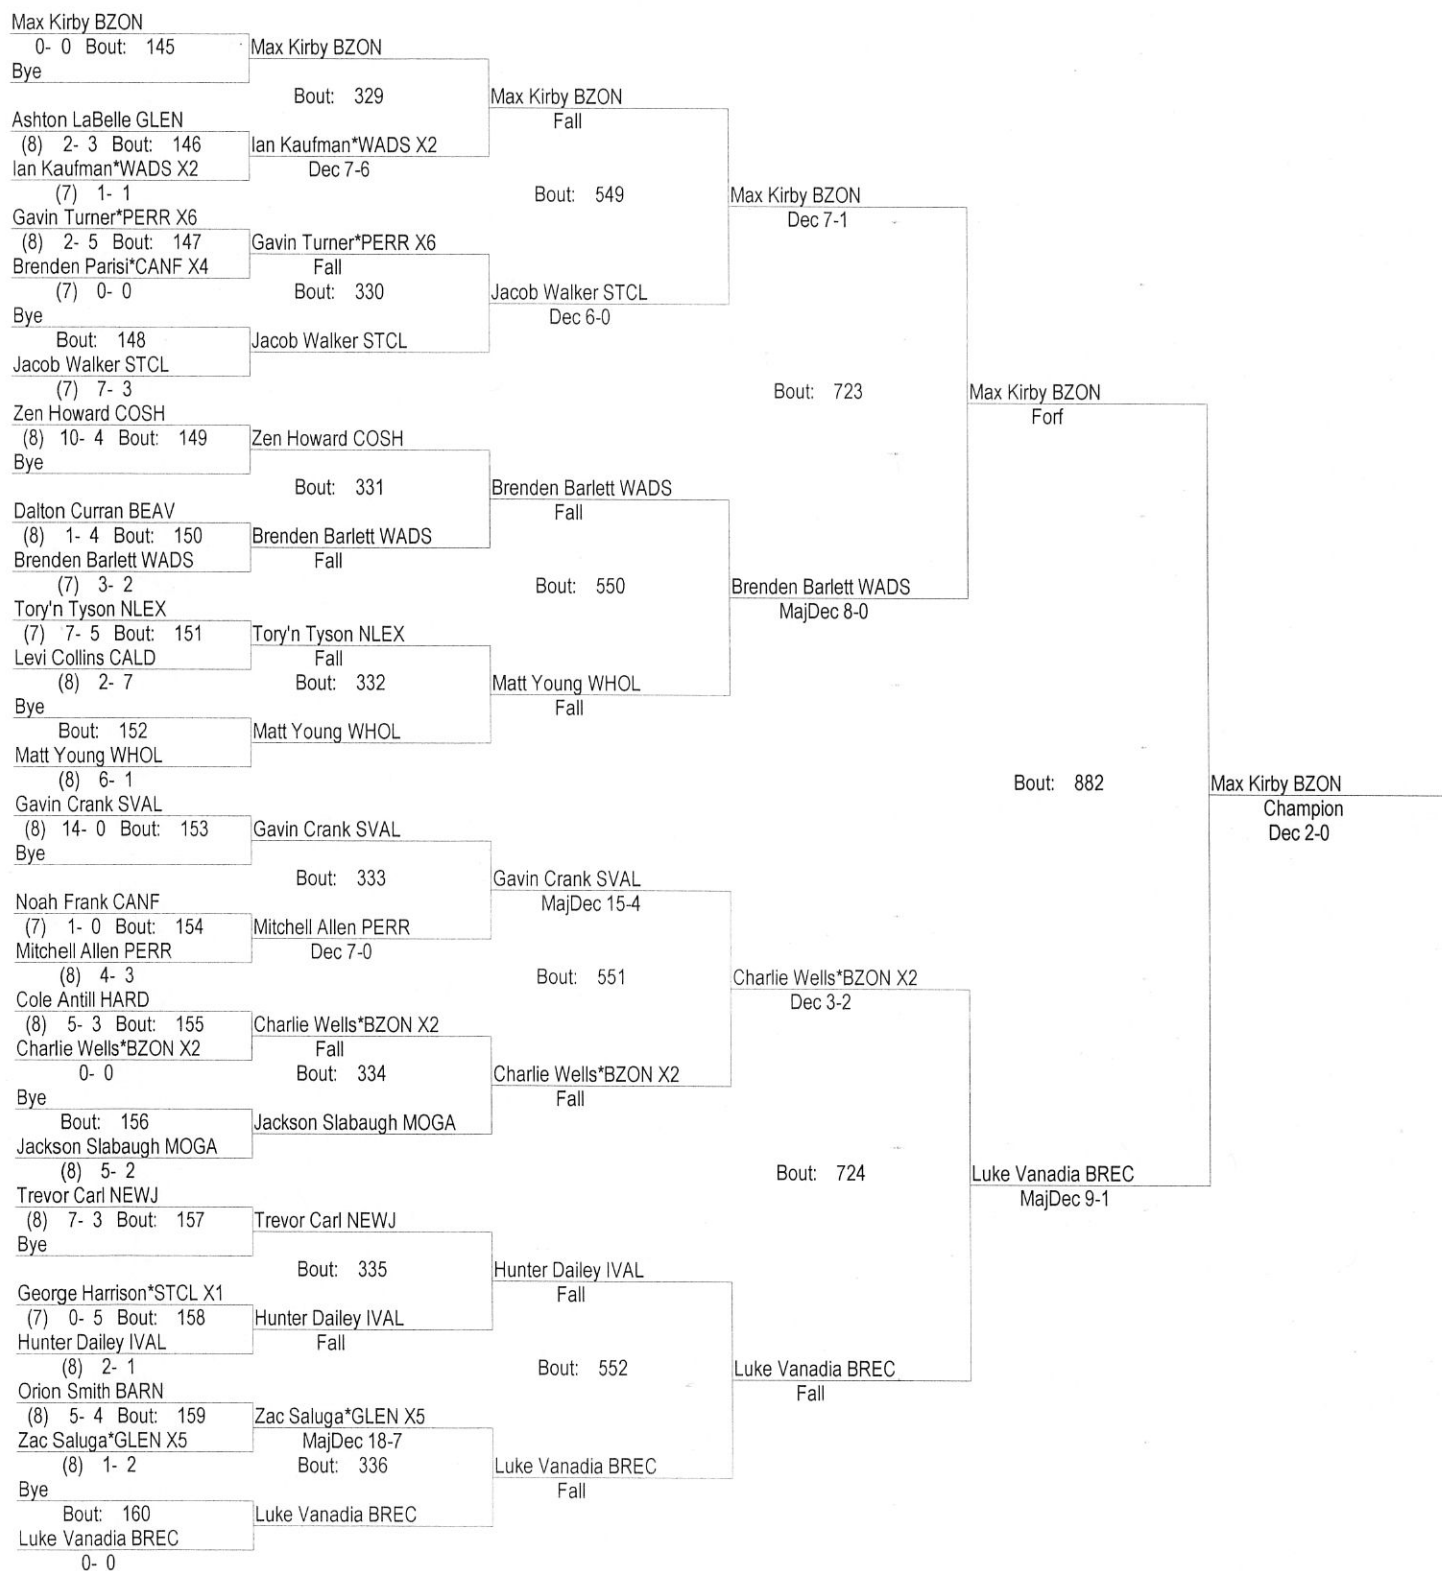 Max Kirby BZON
0- 0 Bout: 145
Bye
Ashton LaBelle GLEN
(8) 2- 3 Bout: 146
Ian Kaufman*WADS X2
(7) 1- 1
Gavin Turner*PERR X6
(8) 2- 5 Bout: 147
Brenden Parisi*CANF X4
(7) 0- 0
Bye
Bout: 148
Jacob Walker STCL
(7) 7- 3
Zen Howard COSH
(8) 10- 4 Bout: 149
Bye
Dalton Curran BEAV
(8) 1- 4 Bout: 150
Brenden Barlett WADS
(7) 3- 2
Tory'n Tyson NLEX
(7) 7- 5 Bout: 151
Levi Collins CALD
(8) 2- 7
Bye
Bout: 152
Matt Young WHOL
(8) 6- 1
Gavin Crank SVAL
(8) 14- 0 Bout: 153
Bye
Noah Frank CANF
(7) 1- 0 Bout: 154
Mitchell Allen PERR
(8) 4- 3
Cole Antill HARD
(8) 5- 3 Bout: 155
Charlie Wells*BZON X2
0- 0
Bye
Bout: 156
Jackson Slabaugh MOGA
(8) 5- 2
Trevor Carl NEWJ
(8) 7- 3 Bout: 157
Bye
George Harrison*STCL X1
(7) 0- 5 Bout: 158
Hunter Dailey IVAL
(8) 2- 1
Orion Smith BARN
(8) 5- 4 Bout: 159
Zac Saluga*GLEN X5
(8) 1- 2
Bye
Bout: 160
Luke Vanadia BREC
0- 0
Max Kirby BZON
Bout: 329
Ian Kaufman*WADS X2
Dec 7-6
Gavin Turner*PERR X6
Fall
Bout: 330
Jacob Walker STCL
Zen Howard COSH
Bout: 331
Brenden Barlett WADS
Fall
Tory'n Tyson NLEX
Fall
Bout: 332
Matt Young WHOL
Gavin Crank SVAL
Bout: 333
Mitchell Allen PERR
Dec 7-0
Charlie Wells*BZON X2
Fall
Bout: 334
Jackson Slabaugh MOGA
Trevor Carl NEWJ
Bout: 335
Hunter Dailey IVAL
Fall
Zac Saluga*GLEN X5
MajDec 18-7
Bout: 336
Luke Vanadia BREC
Max Kirby BZON
Fall
Bout: 549
Jacob Walker STCL
Dec 6-0
Brenden Barlett WADS
Fall
Bout: 550
Matt Young WHOL
Fall
Gavin Crank SVAL
MajDec 15-4
Bout: 551
Charlie Wells*BZON X2
Fall
Hunter Dailey IVAL
Fall
Bout: 552
Luke Vanadia BREC
Fall
Max Kirby BZON
Dec 7-1
Bout: 723
Brenden Barlett WADS
MajDec 8-0
Charlie Wells*BZON X2
Dec 3-2
Bout: 724
Luke Vanadia BREC
Fall
Max Kirby BZON
Forf
Bout: 882
Luke Vanadia BREC
MajDec 9-1
Max Kirby BZON
Champion
Dec 2-0